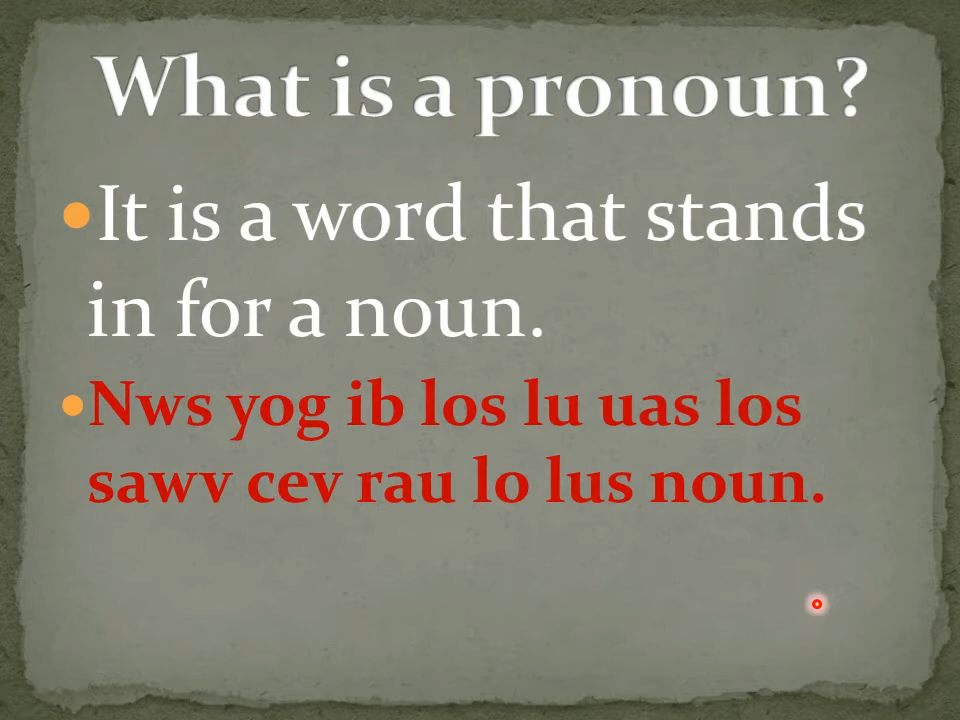 What is a pronoun?
It is a word that stands
in for a noun.
Nws yog ib los lu uas los
sawv cev rau lo lus noun.